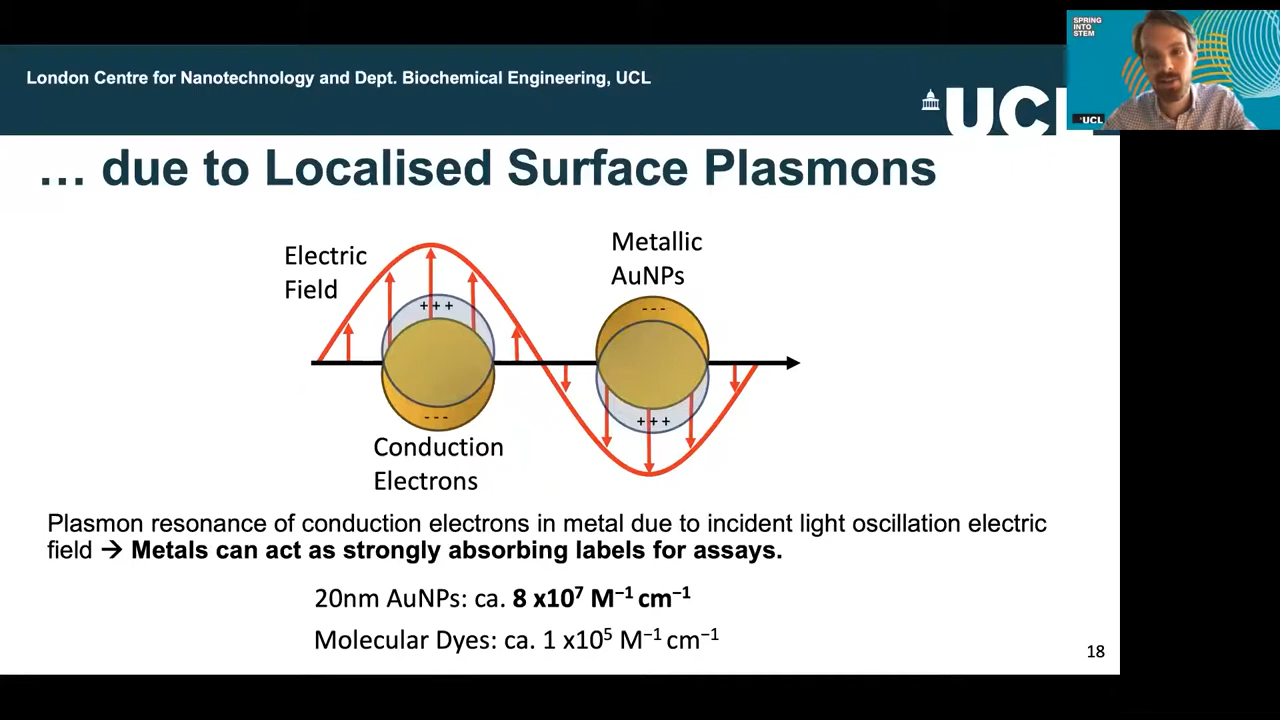 SPRING
INTO
STEM
London Centre for Nanotechnology and Dept. Biochemical Engineering, UCL
UCL
UCL
… due to Localised Surface Plasmons
Electric
Field
Metallic
AuNPs
+ + +
- - -
- - -
+ + +
Conduction
Electrons
Plasmon resonance of conduction electrons in metal due to incident light oscillation electric
field → Metals can act as strongly absorbing labels for assays.
20nm AuNPs: ca. 8 x10⁷ M⁻¹ cm⁻¹
Molecular Dyes: ca. 1 x10⁵ M⁻¹ cm⁻¹
18